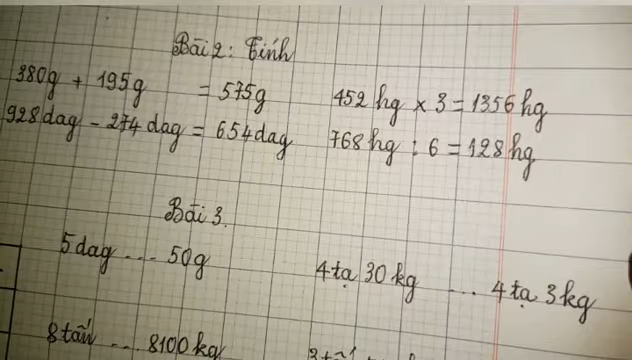 Bài 2: Tính
380g + 195g = 575g 452 hg × 3 = 1356 hg
928 dag - 274 dag = 654 dag 768 hg : 6 = 128 hg
Bài 3.
5 dag ... 50g 4 tạ 30 kg ... 4 tạ 3 kg
8 tấn ... 8100 kg